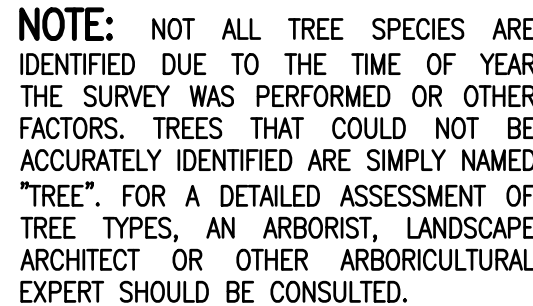 NOTE: NOT ALL TREE SPECIES ARE
IDENTIFIED DUE TO THE TIME OF YEAR
THE SURVEY WAS PERFORMED OR OTHER
FACTORS. TREES THAT COULD NOT BE
ACCURATELY IDENTIFIED ARE SIMPLY NAMED
"TREE". FOR A DETAILED ASSESSMENT OF
TREE TYPES, AN ARBORIST, LANDSCAPE
ARCHITECT OR OTHER ARBORICULTURAL
EXPERT SHOULD BE CONSULTED.